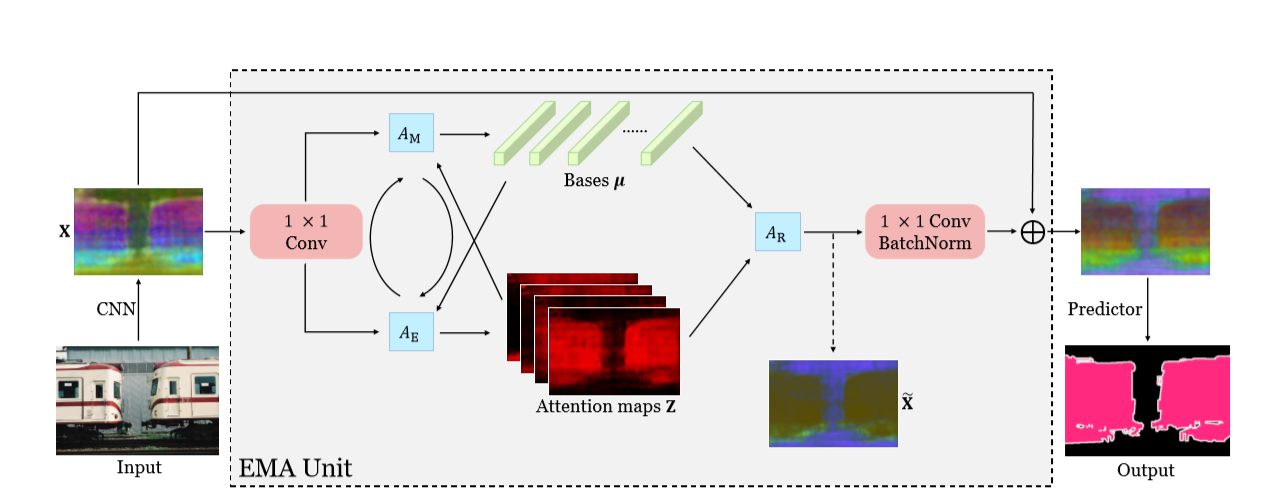 X
CNN
Input
1 × 1
Conv
A_M
A_E
Bases μ
......
Attention maps Z
A_R
1 × 1 Conv
BatchNorm
X̃
EMA Unit
Predictor
Output